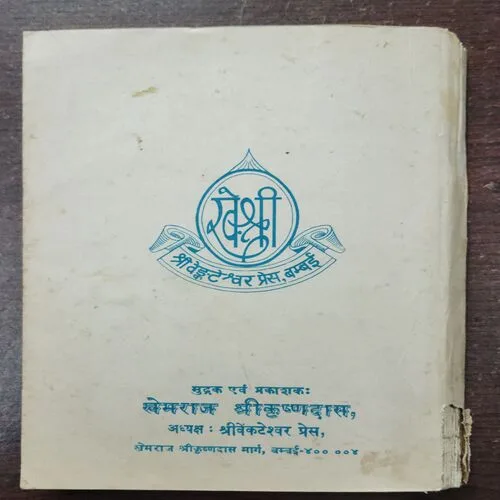 खेश्री
श्रीवेङ्कटेश्वर प्रेस, बम्बई
मुद्रक एवं प्रकाशक:
खेमराज श्रीकृष्णदास,
अध्यक्ष : श्रीवेंकटेश्वर प्रेस,
खेमराज श्रीकृष्णदास मार्ग, बम्बई-४०० ००४